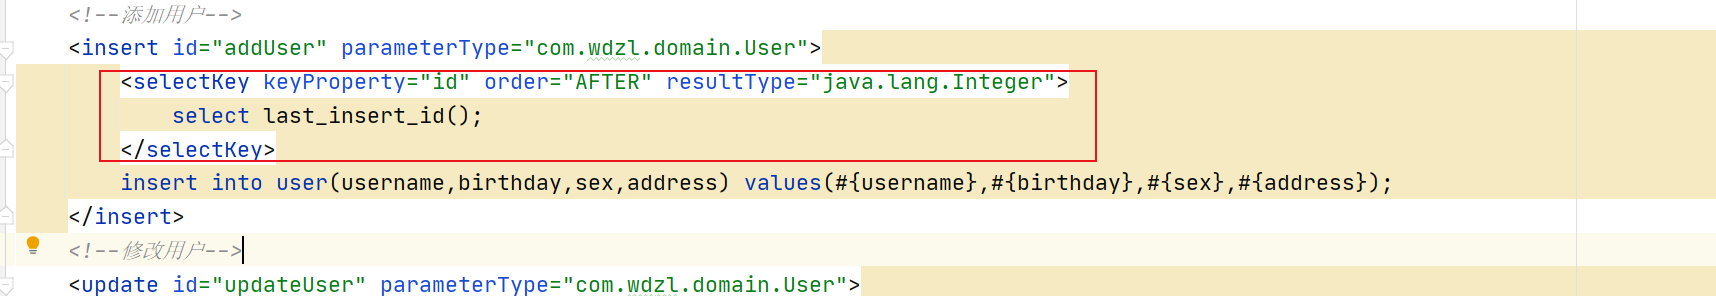 <!--添加用户-->
<insert id="addUser" parameterType="com.wdzl.domain.User">
<selectKey keyProperty="id" order="AFTER" resultType="java.lang.Integer">
select last_insert_id();
</selectKey>
insert into user(username,birthday,sex,address) values(#{username},#{birthday},#{sex},#{address});
</insert>
<!--修改用户-->
<update id="updateUser" parameterType="com.wdzl.domain.User">